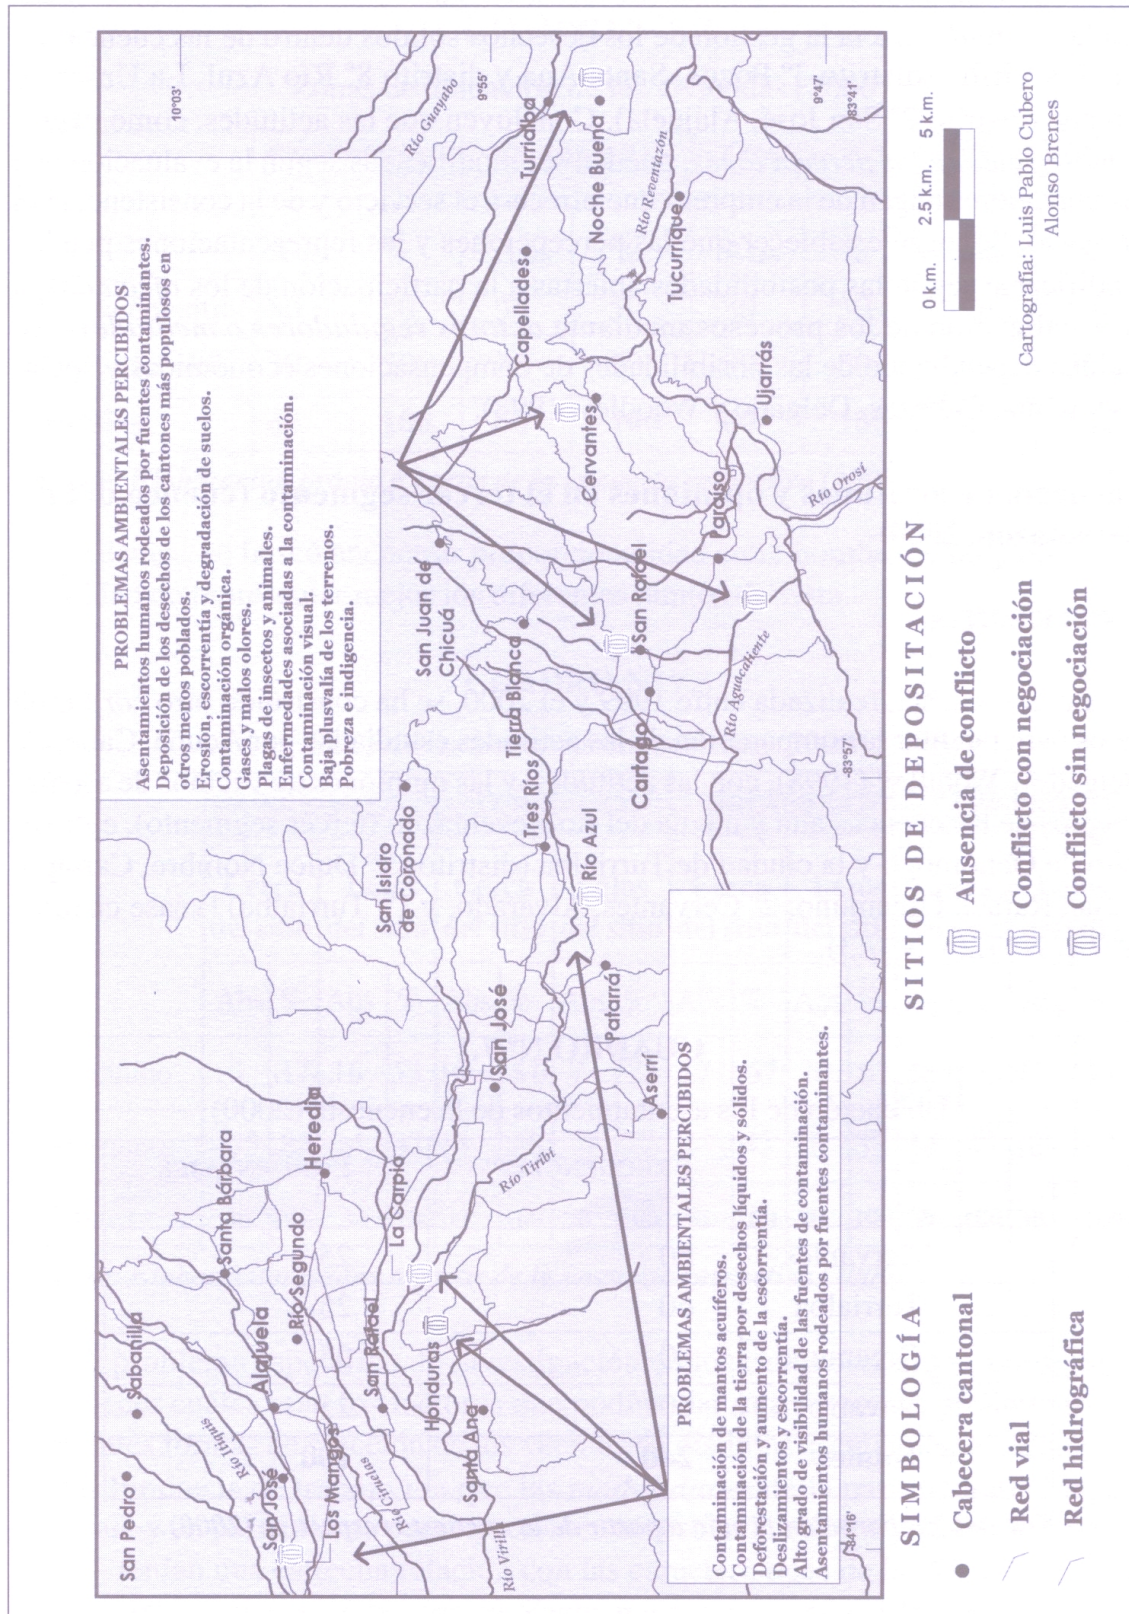 PROBLEMAS AMBIENTALES PERCIBIDOS
Asentamientos humanos rodeados por fuentes contaminantes.
Deposición de los desechos de los cantones más populosos en
otros menos poblados.
Erosión, escorrentía y degradación de suelos.
Contaminación orgánica.
Gases y malos olores.
Plagas de insectos y animales.
Enfermedades asociadas a la contaminación.
Contaminación visual.
Baja plusvalía de los terrenos.
Pobreza e indigencia.
10°03'
9°55'
9°47'
-83°41'
-83°57'
-84°16'
San Pedro
Sabanilla
Santa Bárbara
Río Itiquis
Alajuela
Río Segundo
Heredia
San José
Los Mangos
Río Ciruelas
San Rafael
La Carpio
Honduras
Santa Ana
Río Virilla
Río Tiribí
San José
Aserrí
Patarrá
San Isidro
de Coronado
Tres Ríos
Río Azul
San Juan de
Chicuá
Tierra Blanca
Cartago
San Rafael
Río Aguacaliente
Paraíso
Cervantes
Capellades
Ujarrás
Río Orosi
Turrialba
Noche Buena
Río Guayabo
Río Reventazón
Tucurrique
PROBLEMAS AMBIENTALES PERCIBIDOS
Contaminación de mantos acuíferos.
Contaminación de la tierra por desechos líquidos y sólidos.
Deforestación y aumento de la escorrentía.
Deslizamientos y escorrentía.
Alto grado de visibilidad de las fuentes de contaminación.
Asentamientos humanos rodeados por fuentes contaminantes.
SIMBOLOGÍA
Cabecera cantonal
Red vial
Red hidrográfica
SITIOS DE DEPOSITACIÓN
Ausencia de conflicto
Conflicto con negociación
Conflicto sin negociación
0 k.m. 2.5 k.m. 5 k.m.
Cartografía: Luis Pablo Cubero
Alonso Brenes